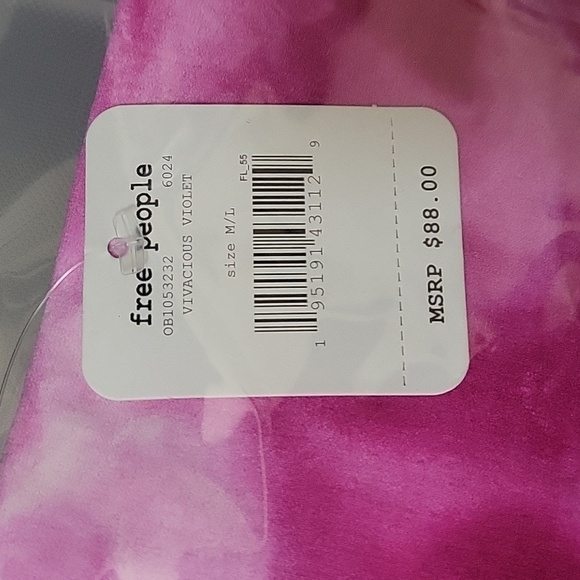 free people
OB1053232 6024
VIVACIOUS VIOLET
size M/L
FL_55
1 95191 43112 9
MSRP $88.00